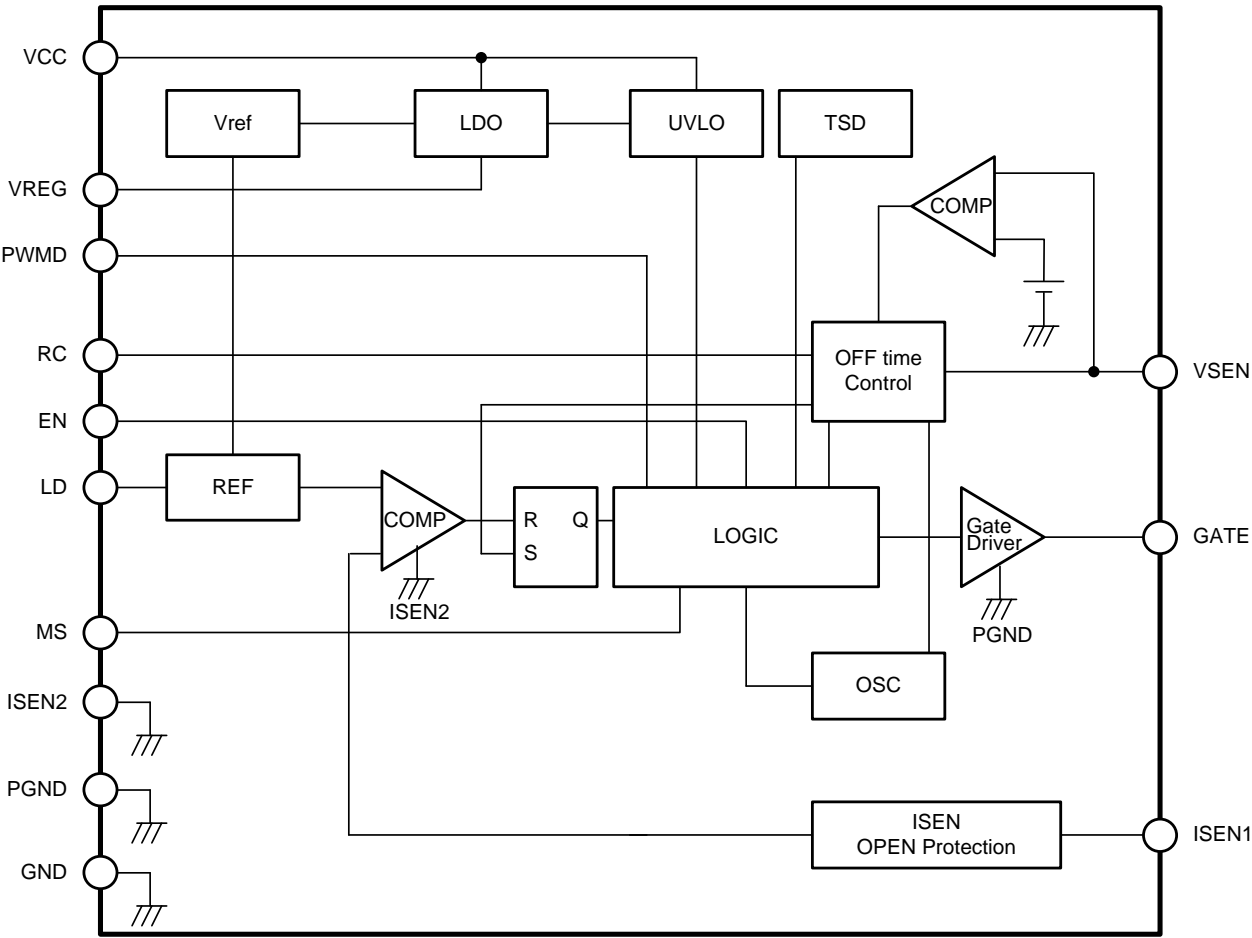 VCC
Vref
LDO
UVLO
TSD
VREG
COMP
PWMD
RC
OFF time
Control
VSEN
EN
LD
REF
COMP
R
Q
S
LOGIC
Gate
Driver
GATE
ISEN2
PGND
MS
OSC
ISEN2
PGND
ISEN
OPEN Protection
ISEN1
GND